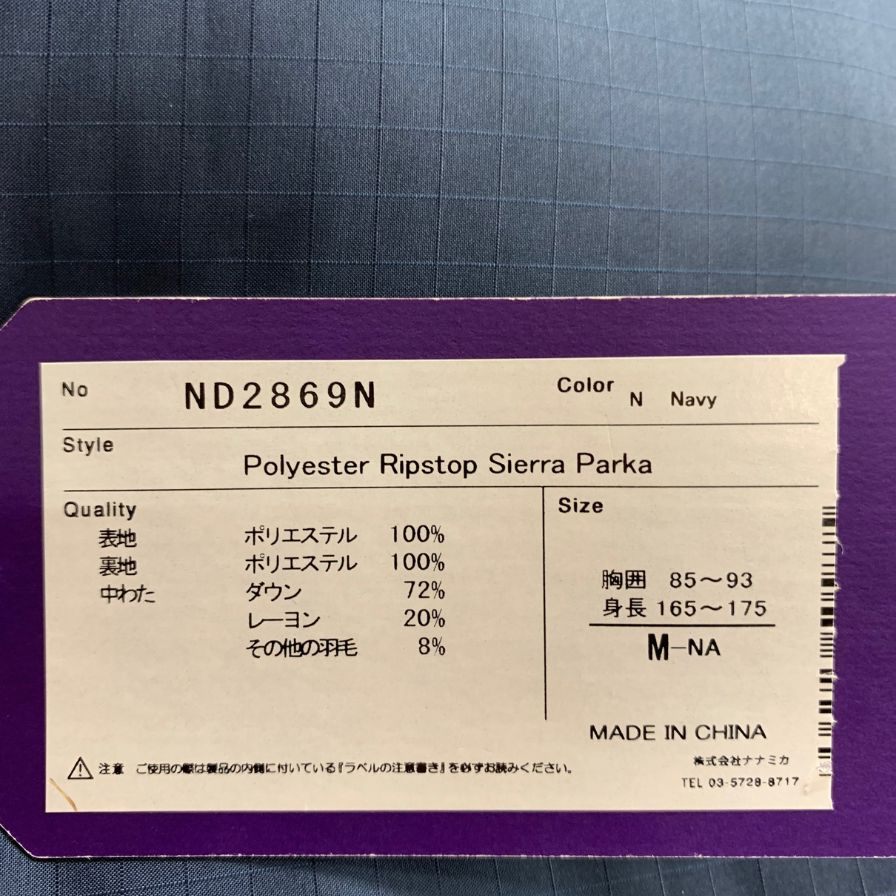 No ND2869N Color N Navy
Style
Polyester Ripstop Sierra Parka
Quality
表地 ポリエステル 100%
裏地 ポリエステル 100%
中わた ダウン 72%
レーヨン 20%
その他の羽毛 8%
Size
胸囲 85～93
身長 165～175
M-NA
MADE IN CHINA
株式会社ナナミカ
TEL 03-5728-8717
注意 ご使用の際は製品の内側に付いている『ラベルの注意書き』を必ずお読みください。